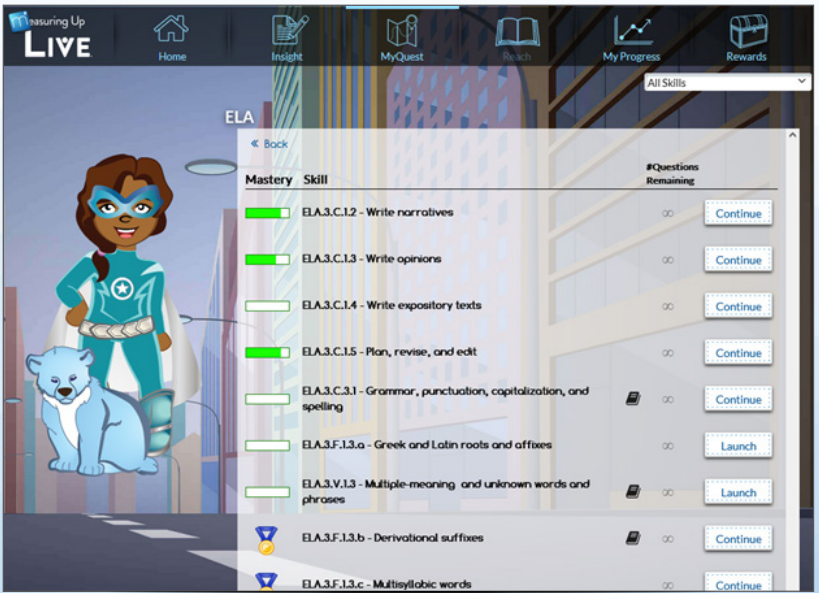 measuring Up
LIVE
Home
Insight
MyQuest
Reach
My Progress
Rewards
All Skills
ELA
« Back
Mastery Skill #Questions
Remaining
ELA.3.C.1.2 - Write narratives ∞ Continue
ELA.3.C.1.3 - Write opinions ∞ Continue
ELA.3.C.1.4 - Write expository texts ∞ Continue
ELA.3.C.1.5 - Plan, revise, and edit ∞ Continue
ELA.3.C.3.1 - Grammar, punctuation, capitalization, and
spelling ∞ Continue
ELA.3.F.1.3.a - Greek and Latin roots and affixes ∞ Launch
ELA.3.V.1.3 - Multiple-meaning and unknown words and
phrases ∞ Launch
ELA.3.F.1.3.b - Derivational suffixes ∞ Continue
ELA.3.F.1.3.c - Multisyllabic words ∞ Continue